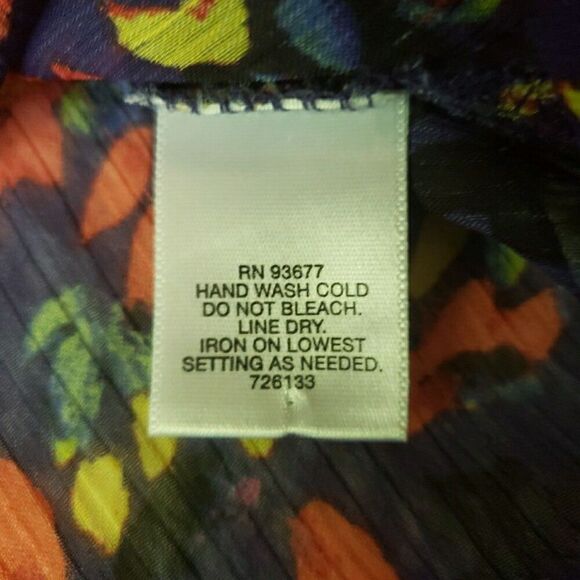 RN 93677
HAND WASH COLD
DO NOT BLEACH.
LINE DRY.
IRON ON LOWEST
SETTING AS NEEDED.
726133